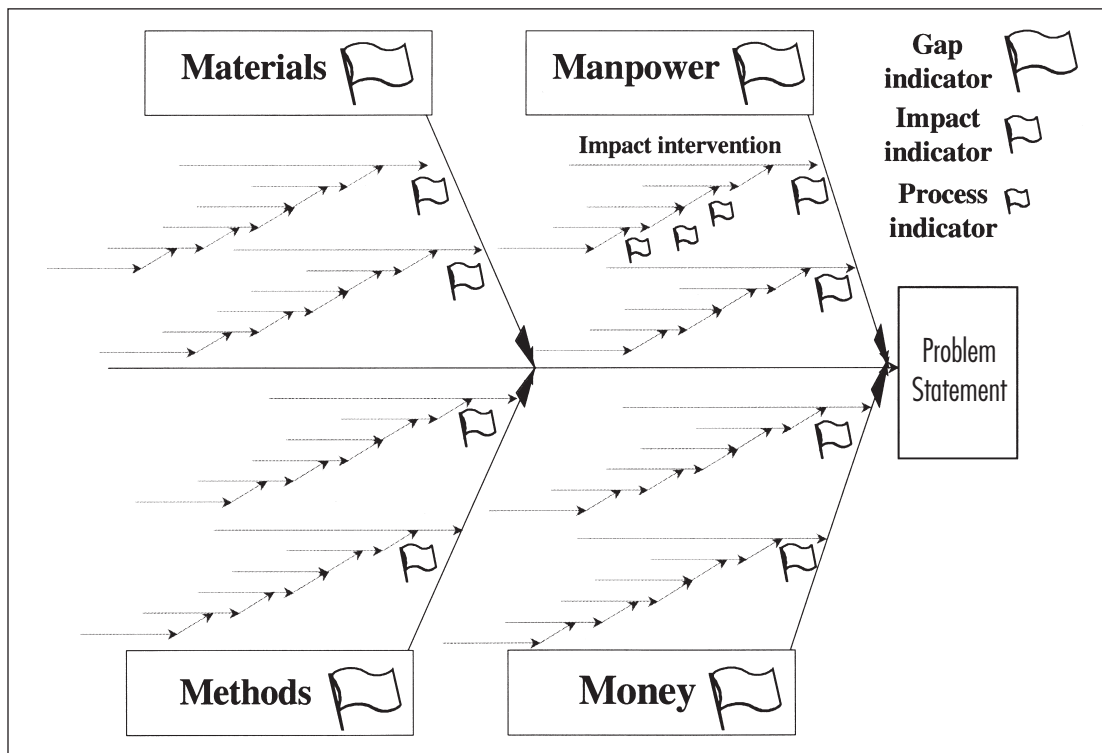 Materials
Manpower
Gap
indicator
Impact
indicator
Process
indicator
Impact intervention
Problem
Statement
Methods
Money